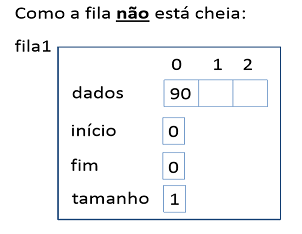 Como a fila não está cheia:
fila1
0 1 2
dados 90
início 0
fim 0
tamanho 1